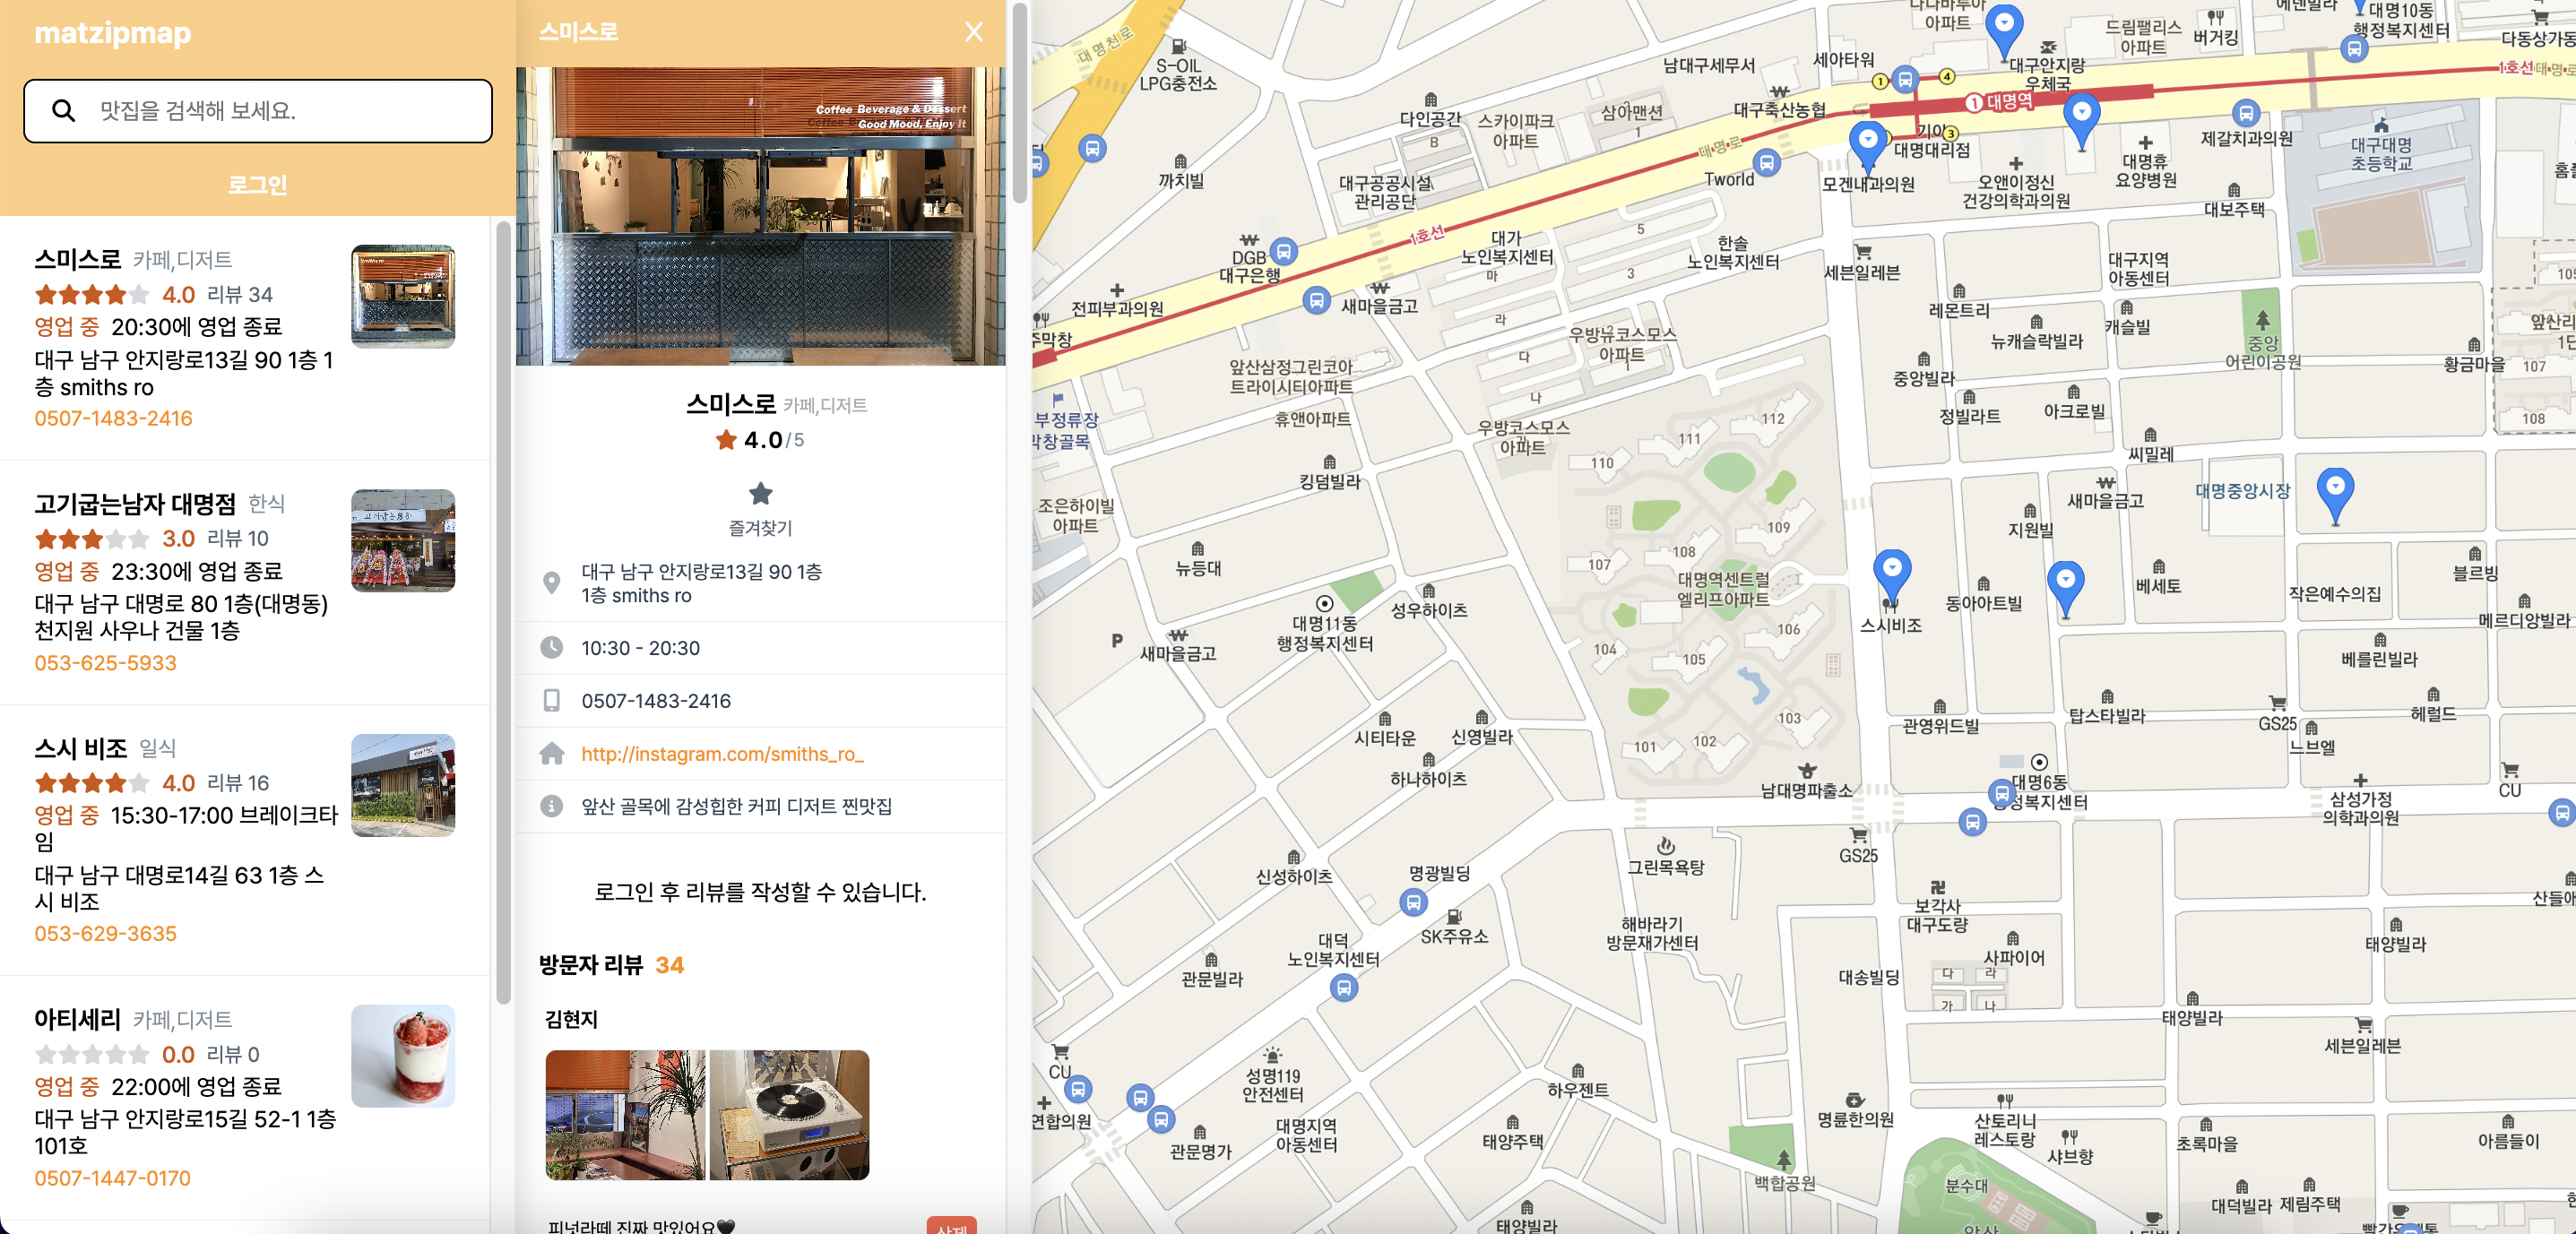 matzipmap
맛집을 검색해 보세요.
로그인
스미스로 카페,디저트
4.0 리뷰 34
영업 중 20:30에 영업 종료
대구 남구 안지랑로13길 90 1층 1
층 smiths ro
0507-1483-2416
고기굽는남자 대명점 한식
3.0 리뷰 10
영업 중 23:30에 영업 종료
대구 남구 대명로 80 1층(대명동)
천지원 사우나 건물 1층
053-625-5933
스시 비조 일식
4.0 리뷰 16
영업 중 15:30-17:00 브레이크타
임
대구 남구 대명로14길 63 1층 스
시 비조
053-629-3635
아티세리 카페,디저트
0.0 리뷰 0
영업 중 22:00에 영업 종료
대구 남구 안지랑로15길 52-1 1층
101호
0507-1447-0170
스미스로
Coffee Beverage & Dessert
Good Mood, Enjoy It
스미스로 카페,디저트
4.0/5
즐겨찾기
대구 남구 안지랑로13길 90 1층
1층 smiths ro
10:30 - 20:30
0507-1483-2416
http://instagram.com/smiths_ro_
앞산 골목에 감성힙한 커피 디저트 찐맛집
로그인 후 리뷰를 작성할 수 있습니다.
방문자 리뷰 34
김현지
피넛라떼 진짜 맛있어요🖤
삭제
대명천로
S-OIL
LPG충전소
다인공간
스카이파크
아파트
삼아맨션
1
B
남대구세무서
세아타워
대구축산농협
아파트
대구안지랑
우체국
드림팰리스
아파트
버거킹
대명10동
행정복지센터
1호선
대명로
1 대명역
1
4
3
기아
대명대리점
모겐내과의원
오앤이정신
건강의학과의원
대명휴
요양병원
제갈치과의원
대보주택
대구대명
초등학교
까치빌
대구공공시설
관리공단
Tworld
대명로
1호선
DGB
대구은행
전피부과의원
새마을금고
대가
노인복지센터
한솔
노인복지센터
5
3
마
라
다
나
세븐일레븐
대구지역
아동센터
레몬트리
뉴캐슬락빌라
캐슬빌
중앙
어린이공원
황금마을
107
108
중앙빌라
정빌라트
아크로빌
씨밀레
앞산삼정그린코아
트라이시티아파트
휴앤아파트
우방유코스모스
아파트
우방코스모스
아파트
킹덤빌라
조은하이빌
아파트
뉴등대
대명11동
행정복지센터
성우하이츠
P
새마을금고
112
111
110
109
108
107
대명역센트럴
엘리프아파트
106
105
104
103
102
101
새마을금고
대명중앙시장
지원빌
스시비조
동아아트빌
베세토
작은예수의집
블르빙
메르디앙빌라
베를린빌라
관영위드빌
탑스타빌라
GS25
느브엘
헤럴드
시티타운
신영빌라
하나하이츠
남대명파출소
대명6동
삼성가정
의학과의원
CU
GS25
그린목욕탕
신성하이츠
명광빌딩
SK주유소
해바라기
방문재가센터
대덕
노인복지센터
관문빌라
보각사
대구도량
사파이어
대송빌딩
다
라
가
나
태양빌라
태양빌라
세븐일레븐
CU
연합의원
성명119
안전센터
하우젠트
관문명가
대명지역
아동센터
태양주택
명륜한의원
산토리니
레스토랑
샤브향
초록마을
아름들이
백합공원
분수대
대덕빌라
제림주택
태양빌라